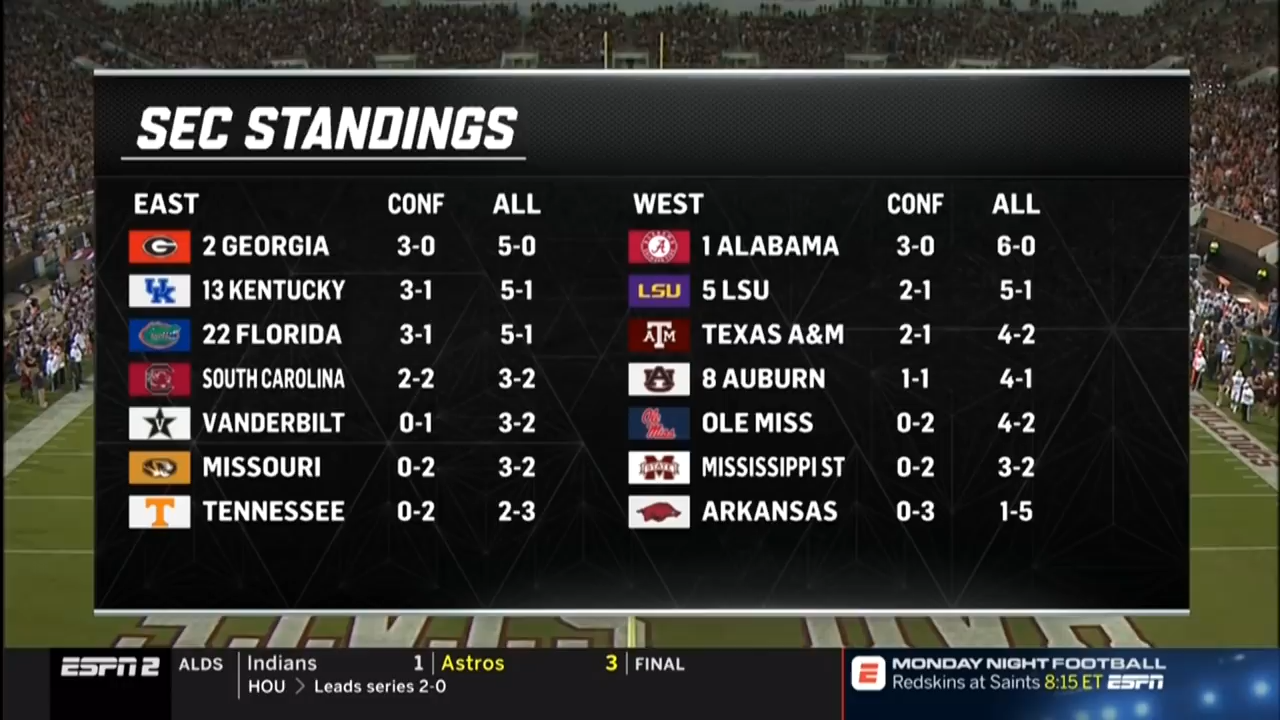 SEC STANDINGS
EAST CONF ALL
2 GEORGIA 3-0 5-0
13 KENTUCKY 3-1 5-1
22 FLORIDA 3-1 5-1
SOUTH CAROLINA 2-2 3-2
VANDERBILT 0-1 3-2
MISSOURI 0-2 3-2
TENNESSEE 0-2 2-3
WEST CONF ALL
1 ALABAMA 3-0 6-0
LSU 5 LSU 2-1 5-1
TEXAS A&M 2-1 4-2
8 AUBURN 1-1 4-1
Ole Miss OLE MISS 0-2 4-2
STATE MISSISSIPPI ST 0-2 3-2
ARKANSAS 0-3 1-5
BULLDOGS
ESPN2 ALDS Indians 1 Astros 3 FINAL
HOU > Leads series 2-0
MONDAY NIGHT FOOTBALL
Redskins at Saints 8:15 ET ESPN